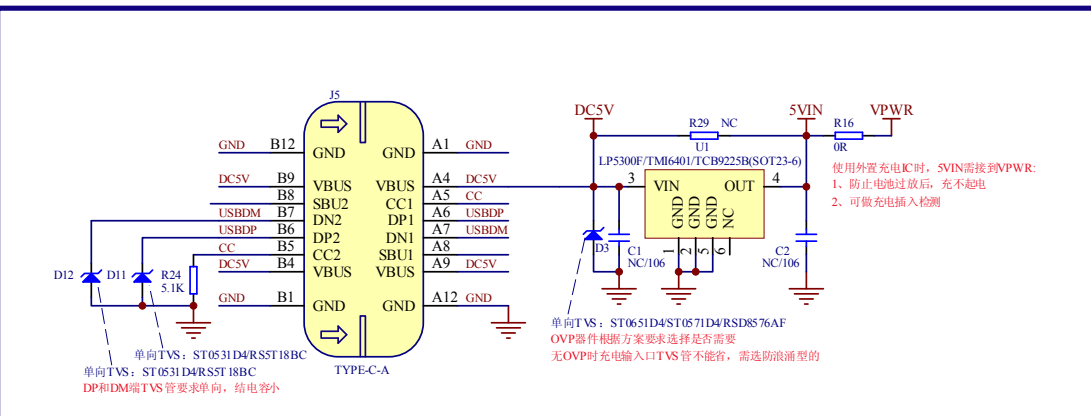 J5
GND B12 GND GND A1 GND
DC5V B9 VBUS VBUS A4 DC5V
B8 SBU2 CC1 A5 CC
USBDM B7 DN2 DP1 A6 USBDP
USBDP B6 DP2 DN1 A7 USBDM
CC B5 CC2 SBU1 A8
DC5V B4 VBUS VBUS A9 DC5V
GND B1 GND GND A12 GND
TYPE-C-A
D12
D11
R24
5.1K
单向TVS：ST0531D4/RS5T18BC
单向TVS：ST0531D4/RS5T18BC
DP和DM端TVS管要求单向，结电容小
DC5V
5VIN
VPWR
R29 NC
R16
0R
U1
LP5300F/TMI6401/TCB9225B(SOT23-6)
3 VIN OUT 4
GND GND GND NC
1 2 5 6
D3
C1
NC/106
C2
NC/106
使用外置充电IC时，5VIN需接到VPWR:
1、防止电池过放后，充不起电
2、可做充电插入检测
单向TVS：ST0651D4/ST0571D4/RSD8576AF
OVP器件根据方案要求选择是否需要
无OVP时充电输入口TVS管不能省，需选防浪涌型的